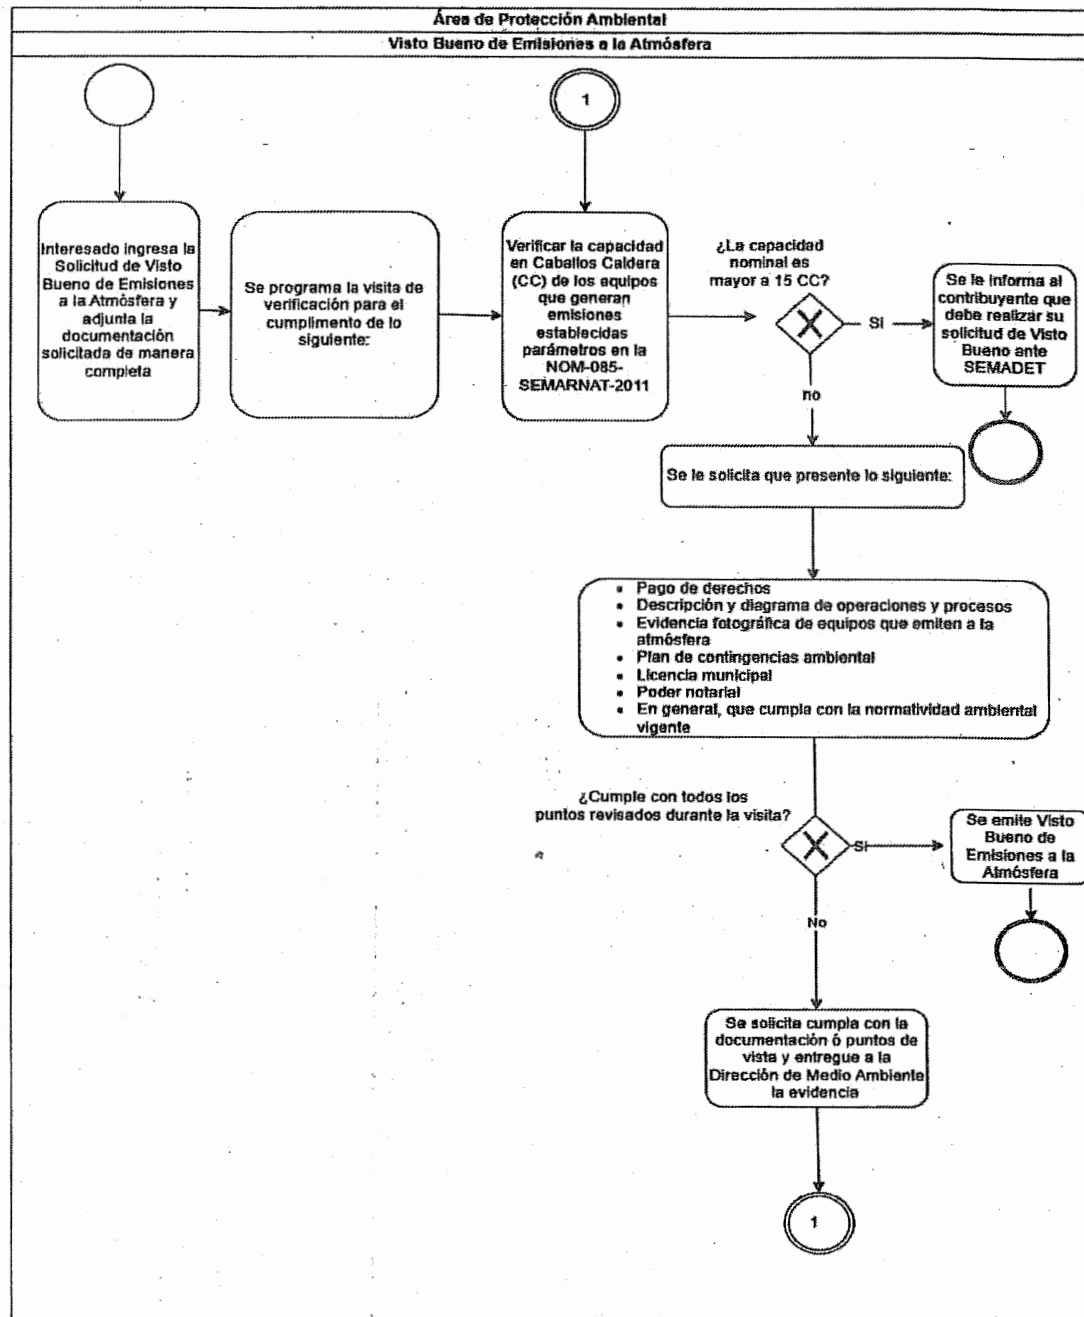 Área de Protección Ambiental
Visto Bueno de Emisiones a la Atmósfera
1
Interesado ingresa la
Solicitud de Visto
Bueno de Emisiones
a la Atmósfera y
adjunta la
documentación
solicitada de manera
completa
Se programa la visita de
verificación para el
cumplimento de lo
siguiente:
Verificar la capacidad
en Caballos Caldera
(CC) de los equipos
que generan
emisiones
establecidas
parámetros en la
NOM-085-
SEMARNAT-2011
¿La capacidad
nominal es
mayor a 15 CC?
Si
Se le informa al
contribuyente que
debe realizar su
solicitud de Visto
Bueno ante
SEMADET
no
Se le solicita que presente lo siguiente:
• Pago de derechos
• Descripción y diagrama de operaciones y procesos
• Evidencia fotográfica de equipos que emiten a la
atmósfera
• Plan de contingencias ambiental
• Licencia municipal
• Poder notarial
• En general, que cumpla con la normatividad ambiental
vigente
¿Cumple con todos los
puntos revisados durante la visita?
Si
Se emite Visto
Bueno de
Emisiones a la
Atmósfera
No
Se solicita cumpla con la
documentación ó puntos de
vista y entregue a la
Dirección de Medio Ambiente
la evidencia
1